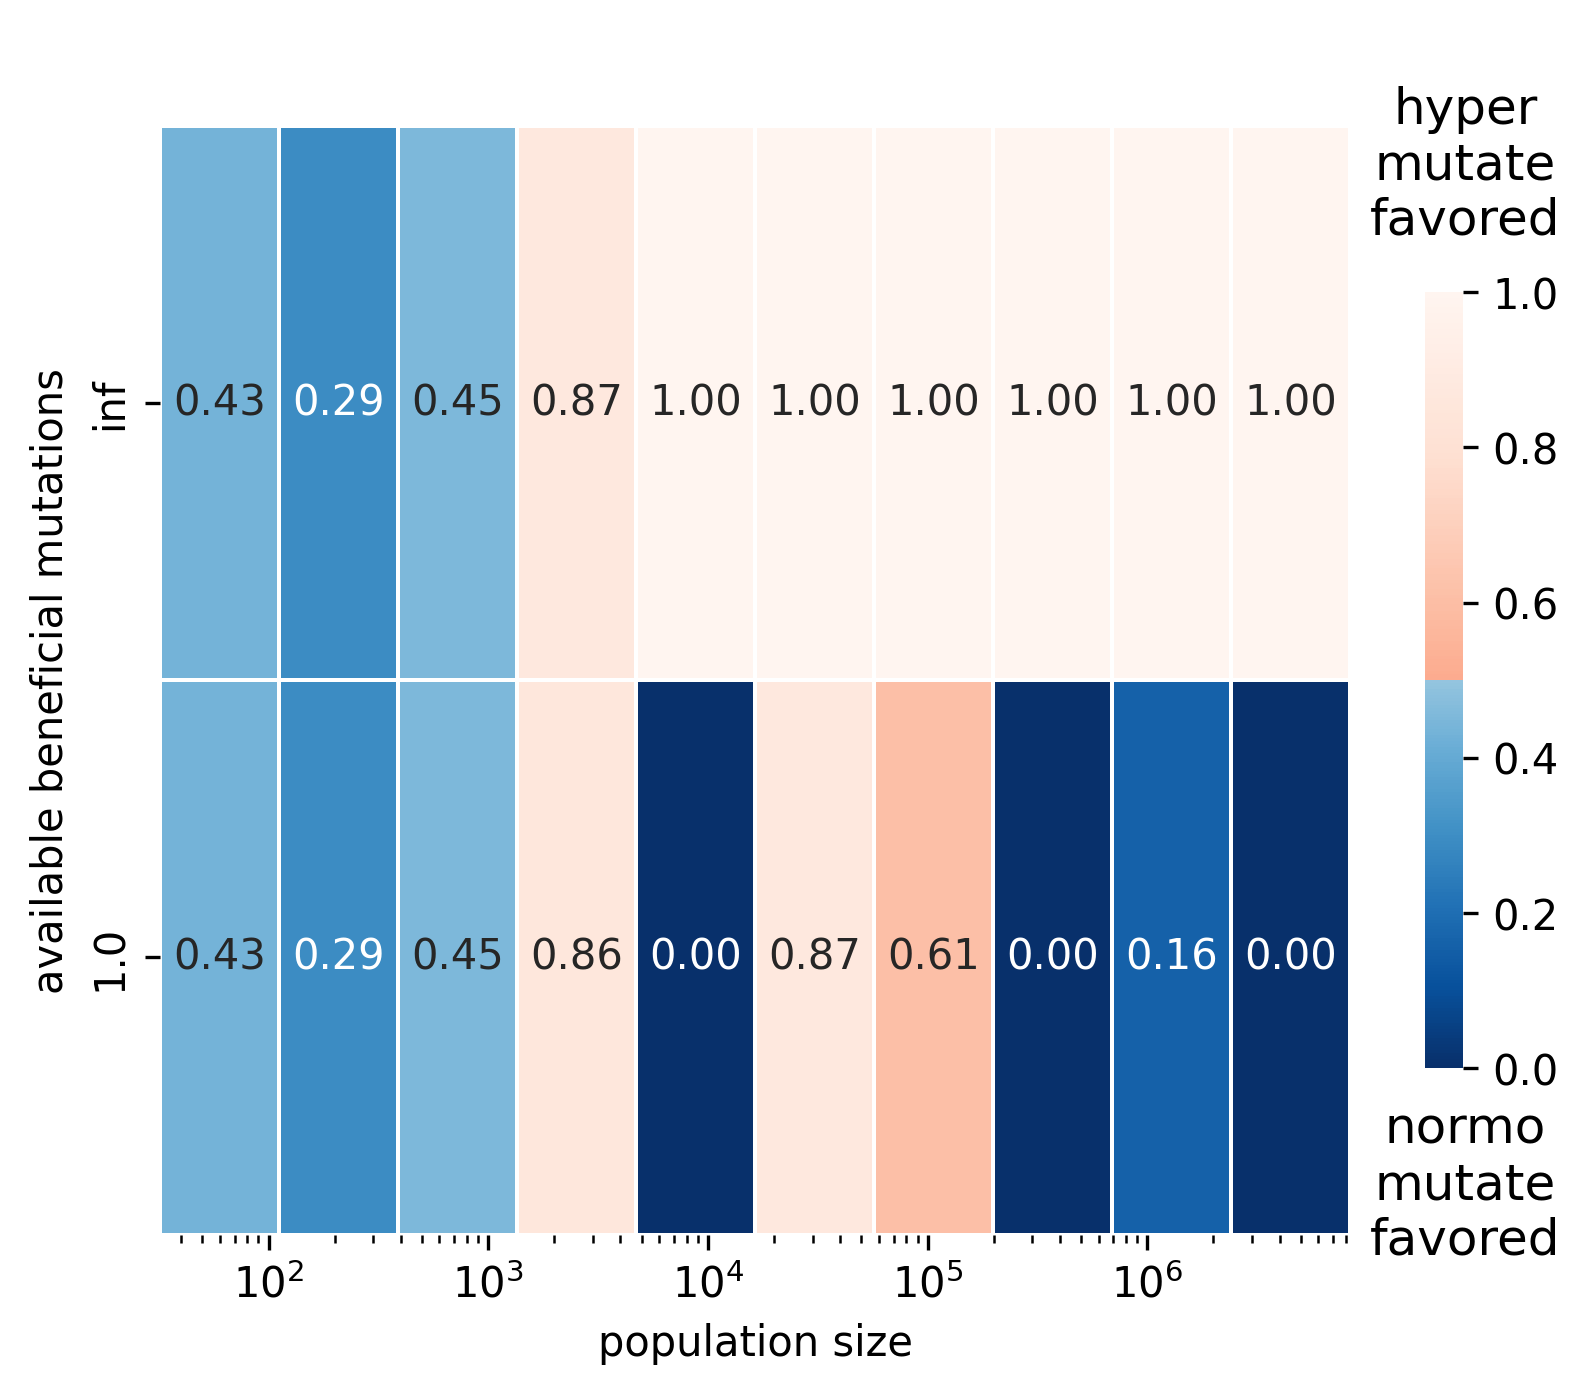 hyper
mutate
favored
available beneficial mutations
inf
0.43 0.29 0.45 0.87 1.00 1.00 1.00 1.00 1.00 1.00
1.0
0.43 0.29 0.45 0.86 0.00 0.87 0.61 0.00 0.16 0.00
10² 10³ 10⁴ 10⁵ 10⁶
population size
1.0
0.8
0.6
0.4
0.2
0.0
normo
mutate
favored